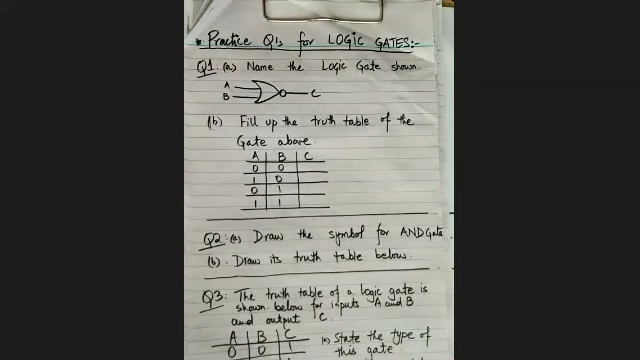 • Practice Q's for LOGIC GATES:-
Q1: (a) Name the Logic Gate shown.
A
B
C
(b) Fill up the truth table of the
Gate above.
A B C
0 0
1 0
0 1
1 1
Q2: (a) Draw the symbol for AND Gate.
(b). Draw its truth table below.
Q3: The truth table of a logic gate is
shown below for inputs A and B
and output C.
A B C
0 0 1
(a) State the type of
this gate